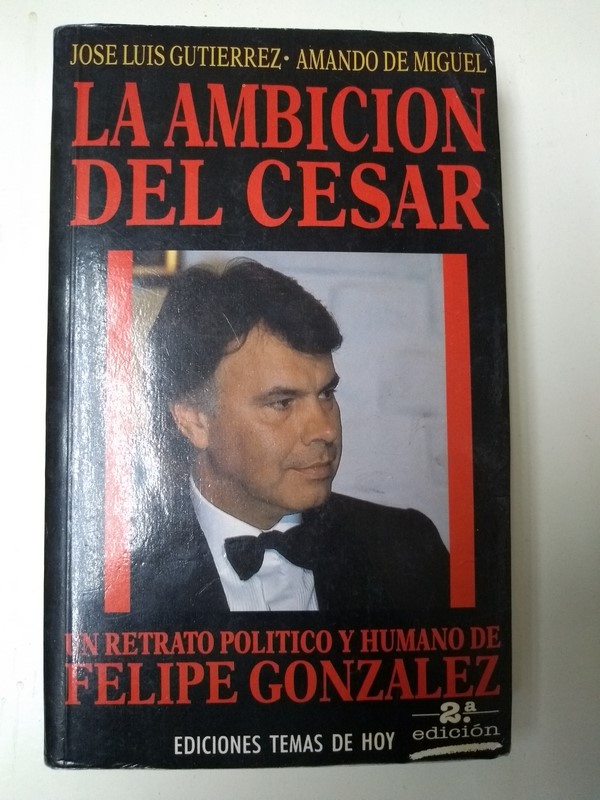 JOSE LUIS GUTIERREZ • AMANDO DE MIGUEL
LA AMBICION
DEL CESAR
UN RETRATO POLITICO Y HUMANO DE
FELIPE GONZALEZ
2.ª
edición
EDICIONES TEMAS DE HOY